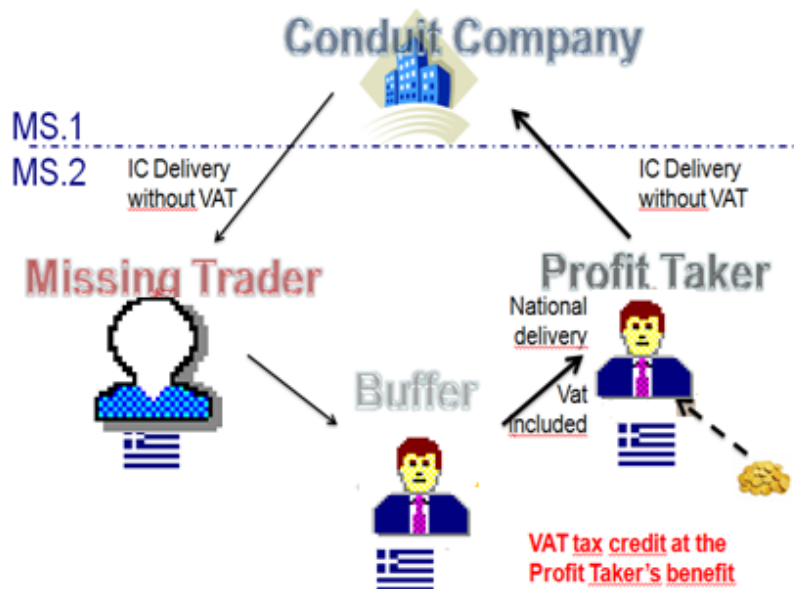 Conduit Company
MS.1
MS.2
IC Delivery
without VAT
IC Delivery
without VAT
Missing Trader
Profit Taker
National
delivery
Buffer
Vat
included
VAT tax credit at the
Profit Taker's benefit